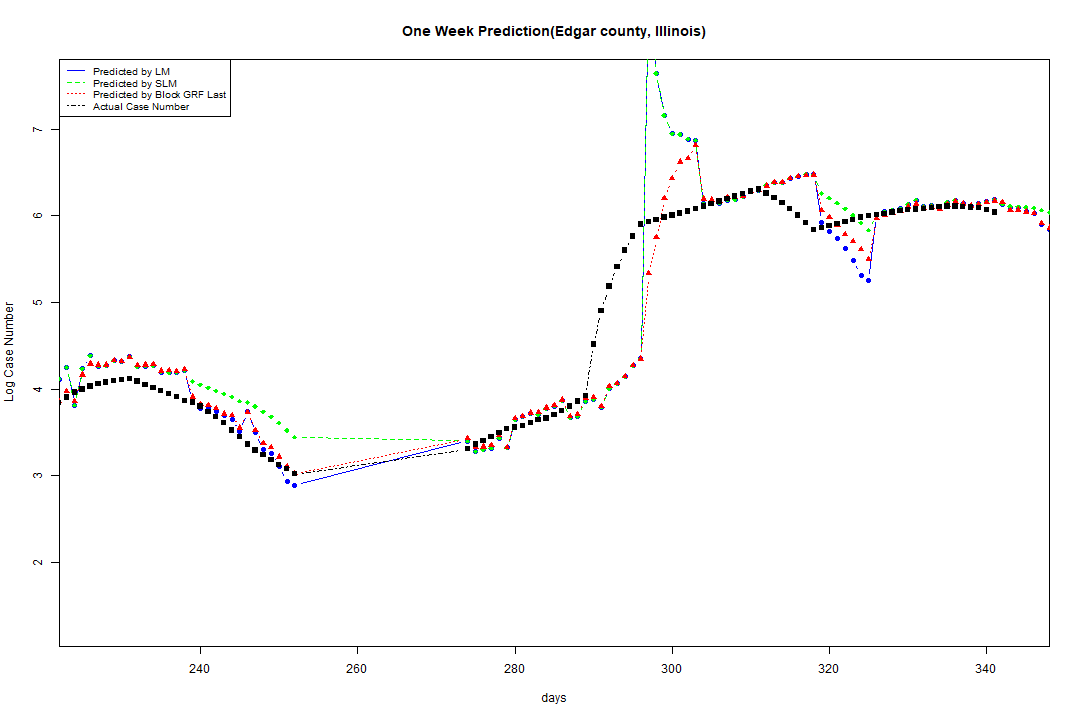 One Week Prediction(Edgar county, Illinois)
Predicted by LM
Predicted by SLM
Predicted by Block GRF Last
Actual Case Number
Log Case Number
7
6
5
4
3
2
240 260 280 300 320 340
days